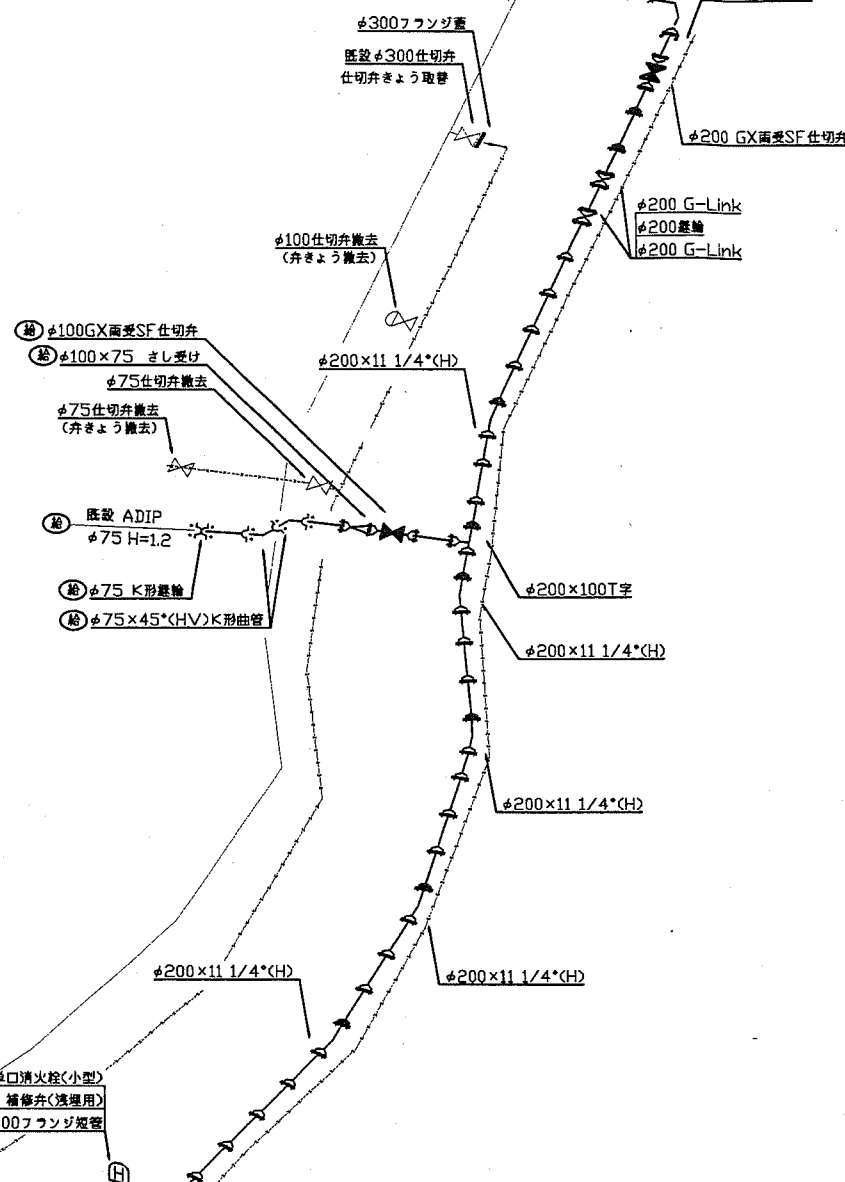 φ300フランジ蓋
既設φ300仕切弁
仕切弁きょう取替
φ200 GX両受SF仕切弁
φ200 G-Link
φ200継輪
φ200 G-Link
φ100仕切弁撤去
(弁きょう撤去)
給 φ100GX両受SF仕切弁
給 φ100×75 さし受け
φ75仕切弁撤去
φ75仕切弁撤去
(弁きょう撤去)
φ200×11 1/4°(H)
給 既設 ADIP
φ75 H=1.2
給 φ75 K形継輪
給 φ75×45°(HV)K形曲管
φ200×100T字
φ200×11 1/4°(H)
φ200×11 1/4°(H)
φ200×11 1/4°(H)
φ200×11 1/4°(H)
口消火栓(小型)
補修弁(浅埋用)
00フランジ短管
H